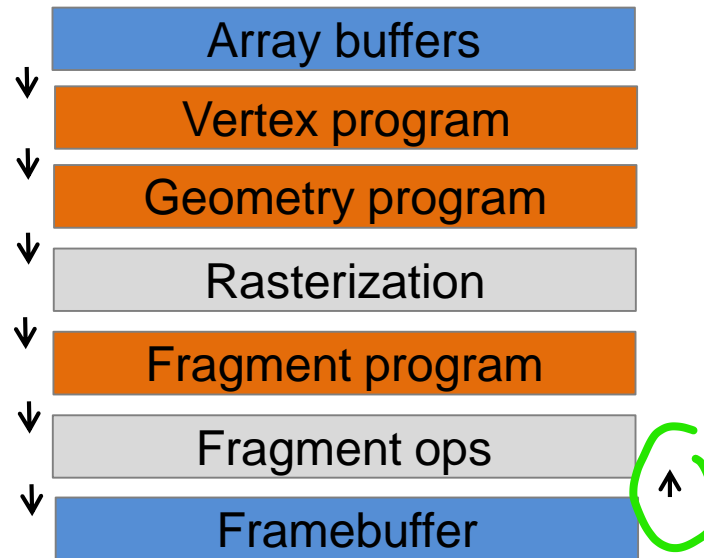 Array buffers
Vertex program
Geometry program
Rasterization
Fragment program
Fragment ops
Framebuffer